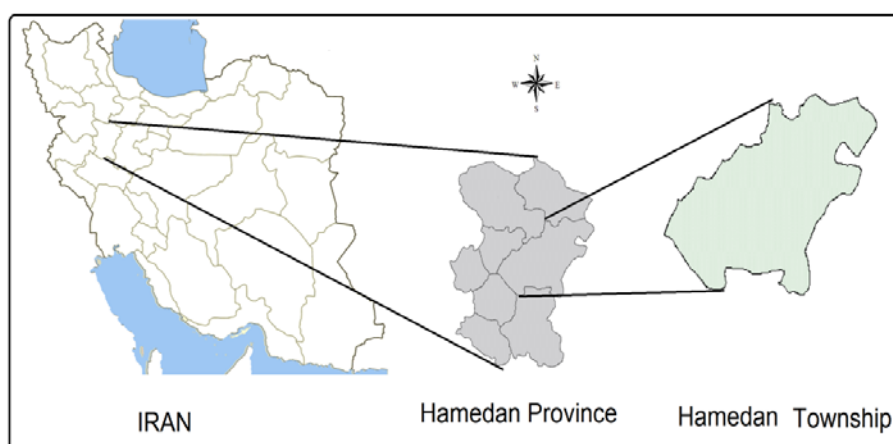 N
W E
S
IRAN
Hamedan Province
Hamedan Township